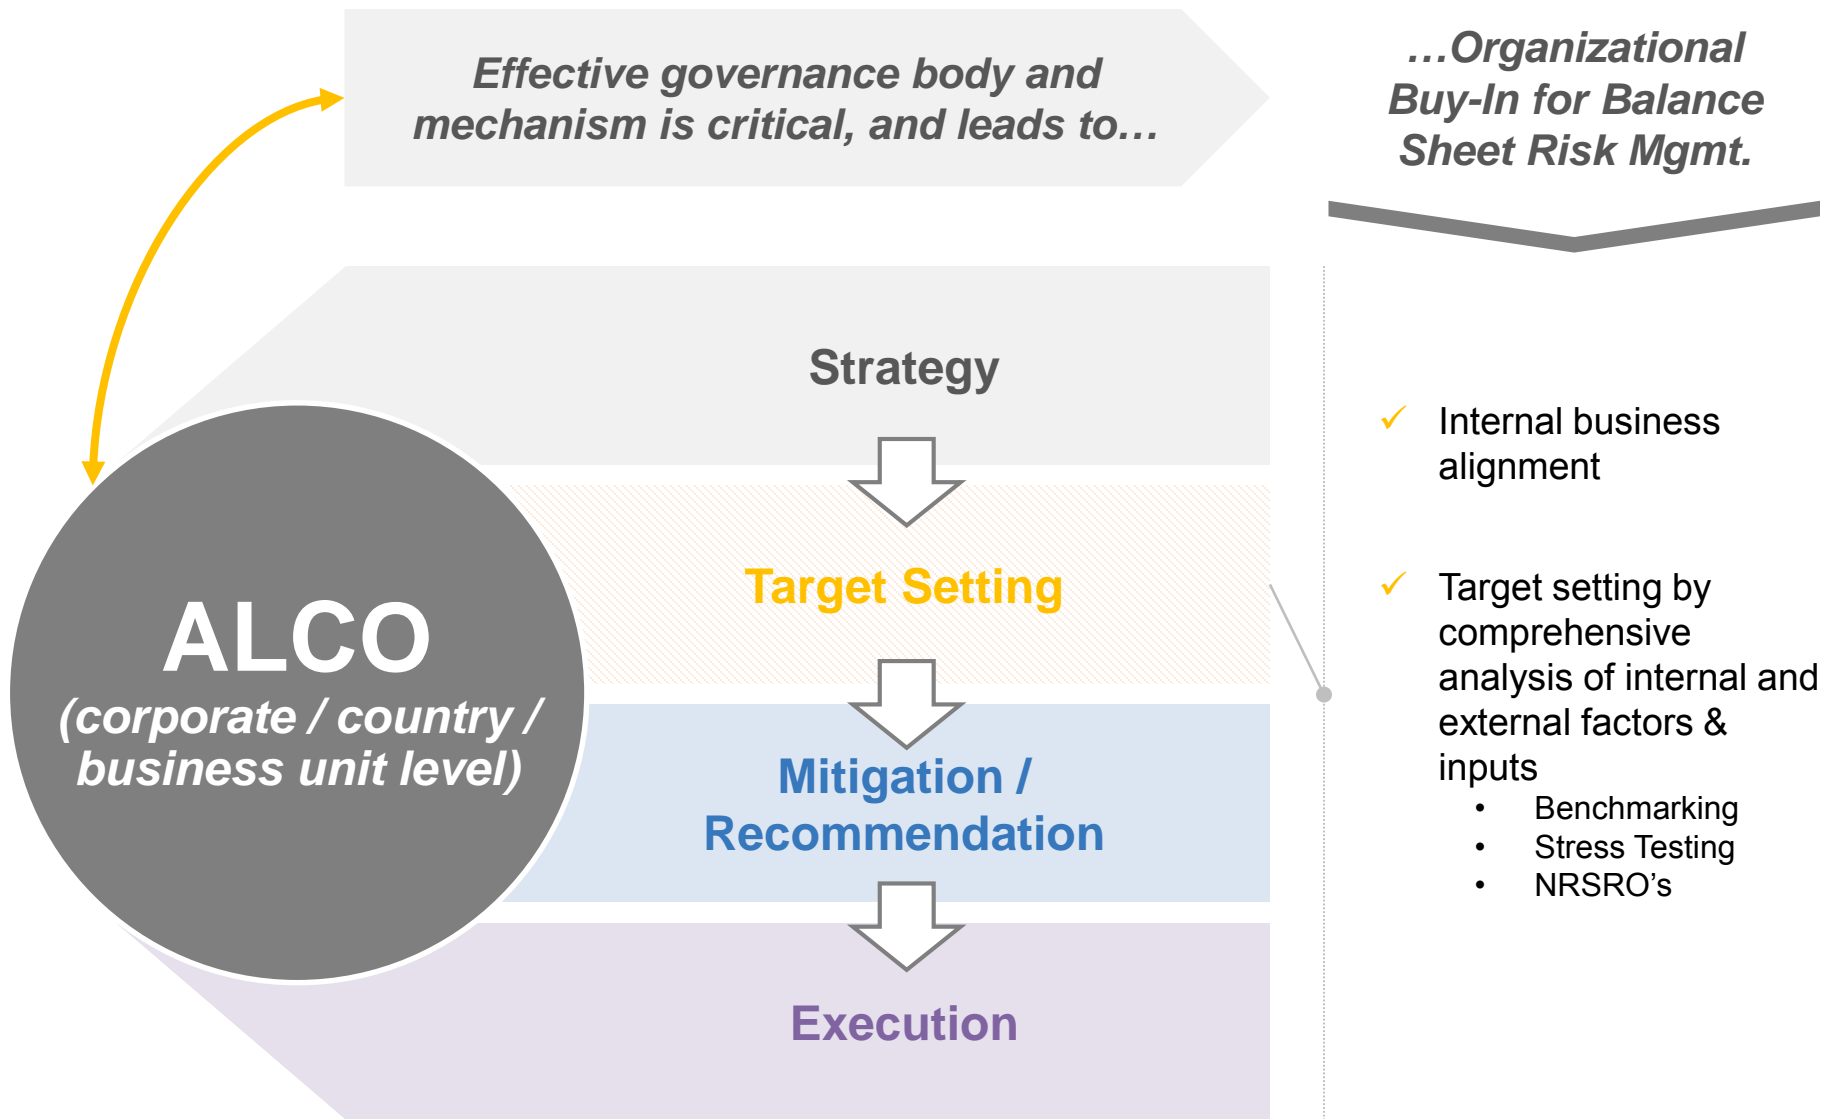 Effective governance body and
mechanism is critical, and leads to…
…Organizational
Buy-In for Balance
Sheet Risk Mgmt.
Strategy
Target Setting
Mitigation /
Recommendation
Execution
ALCO
(corporate / country /
business unit level)
✓ Internal business
alignment
✓ Target setting by
comprehensive
analysis of internal and
external factors &
inputs
• Benchmarking
• Stress Testing
• NRSRO’s